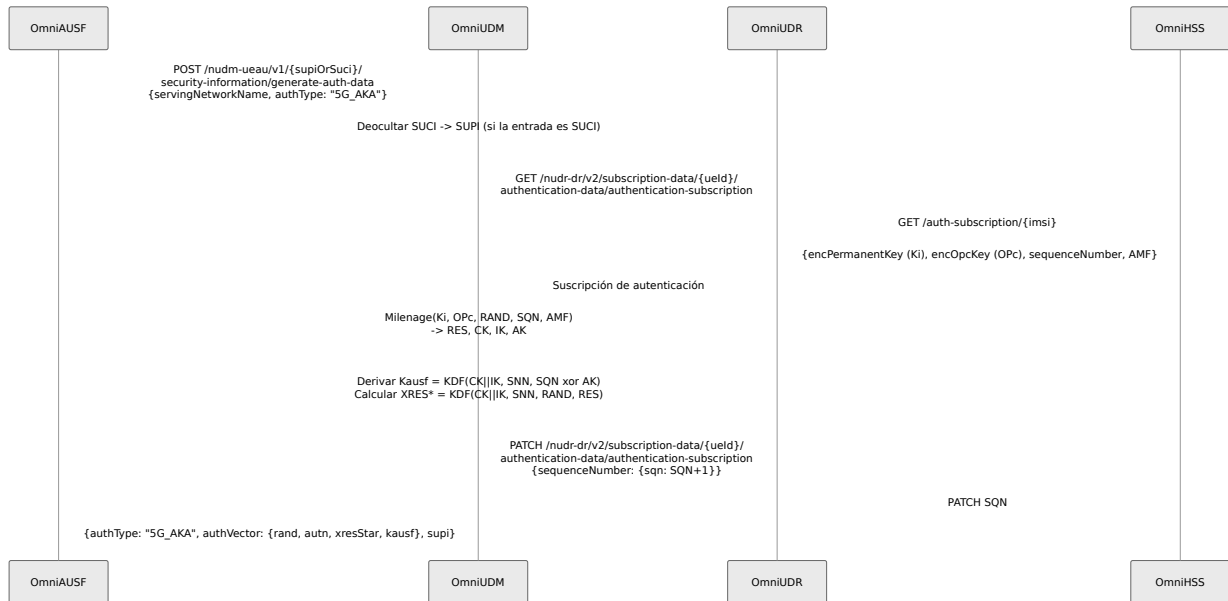 OmniAUSF
OmniUDM
OmniUDR
OmniHSS
POST /nudm-ueau/v1/{supiOrSuci}/
security-information/generate-auth-data
{servingNetworkName, authType: "5G_AKA"}
Deocultar SUCI -> SUPI (si la entrada es SUCI)
GET /nudr-dr/v2/subscription-data/{ueId}/
authentication-data/authentication-subscription
GET /auth-subscription/{imsi}
{encPermanentKey (Ki), encOpcKey (OPc), sequenceNumber, AMF}
Suscripción de autenticación
Milenage(Ki, OPc, RAND, SQN, AMF)
-> RES, CK, IK, AK
Derivar Kausf = KDF(CK||IK, SNN, SQN xor AK)
Calcular XRES* = KDF(CK||IK, SNN, RAND, RES)
PATCH /nudr-dr/v2/subscription-data/{ueId}/
authentication-data/authentication-subscription
{sequenceNumber: {sqn: SQN+1}}
PATCH SQN
{authType: "5G_AKA", authVector: {rand, autn, xresStar, kausf}, supi}
OmniAUSF
OmniUDM
OmniUDR
OmniHSS